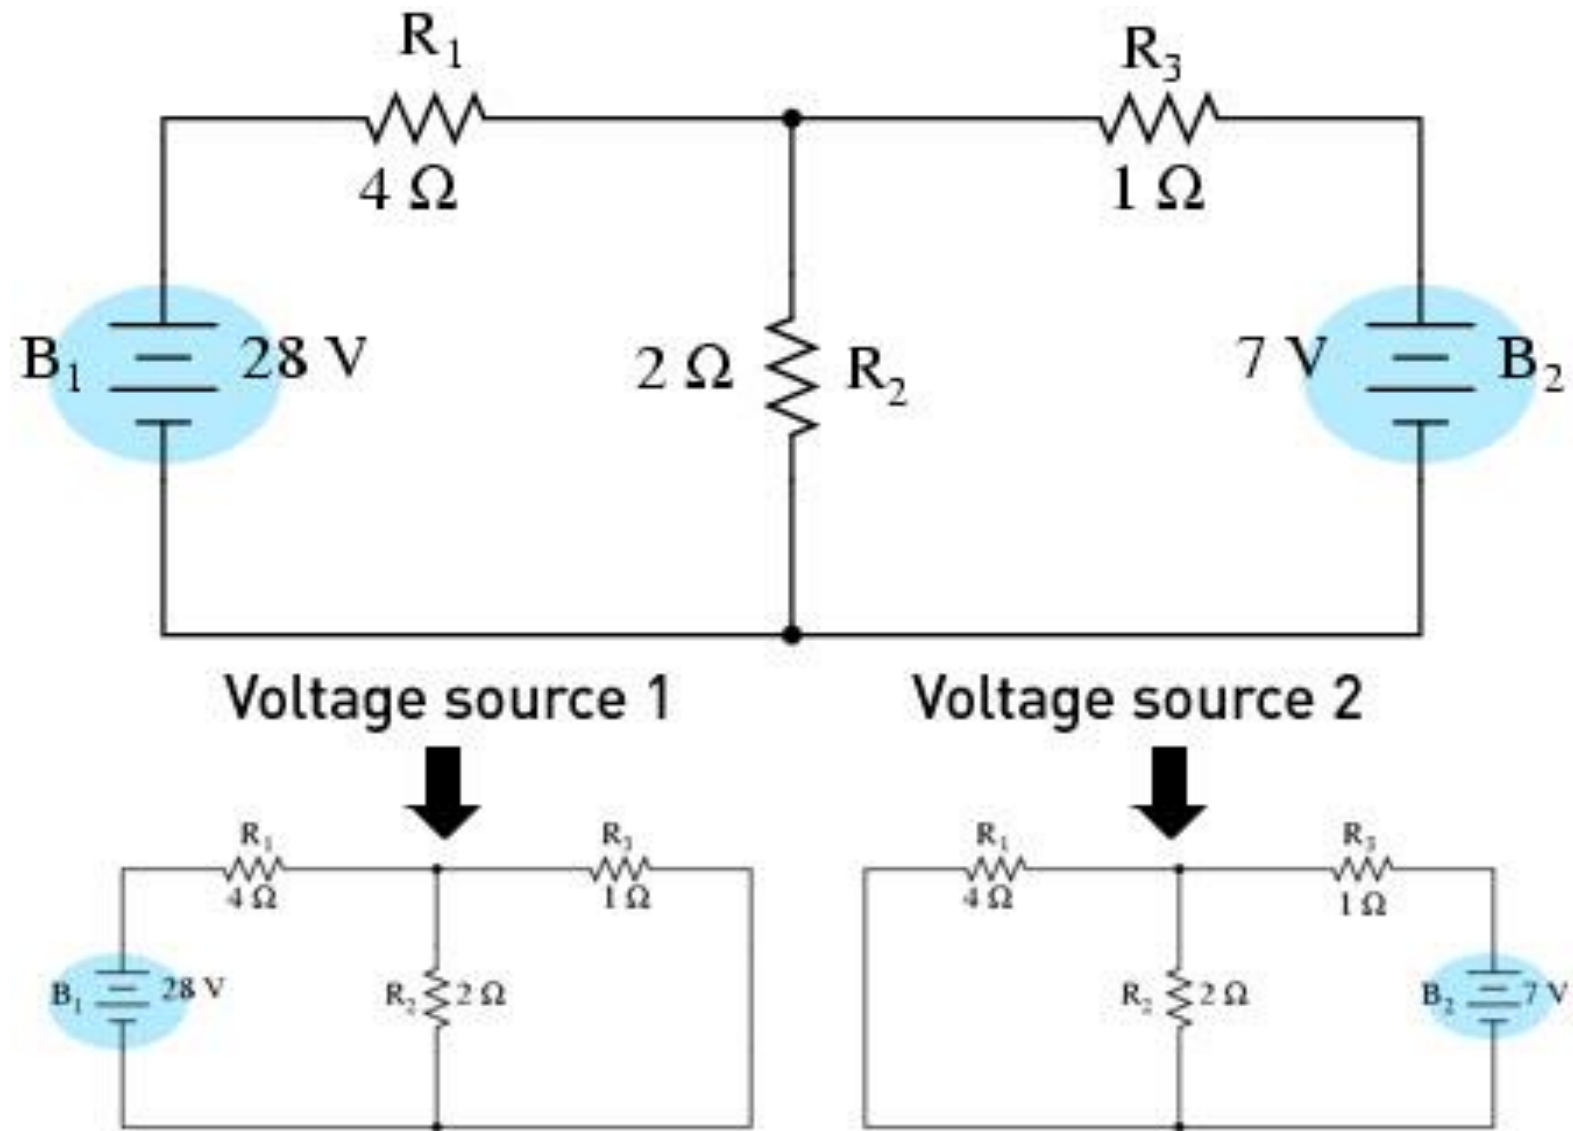 R₁
R₃
4 Ω
1 Ω
B₁ 28 V
2 Ω R₂
7 V B₂
Voltage source 1
Voltage source 2
R₁
R₃
4 Ω
1 Ω
B₁ 28 V
R₂ 2 Ω
R₁
R₃
4 Ω
1 Ω
R₂ 2 Ω
B₂ 7 V